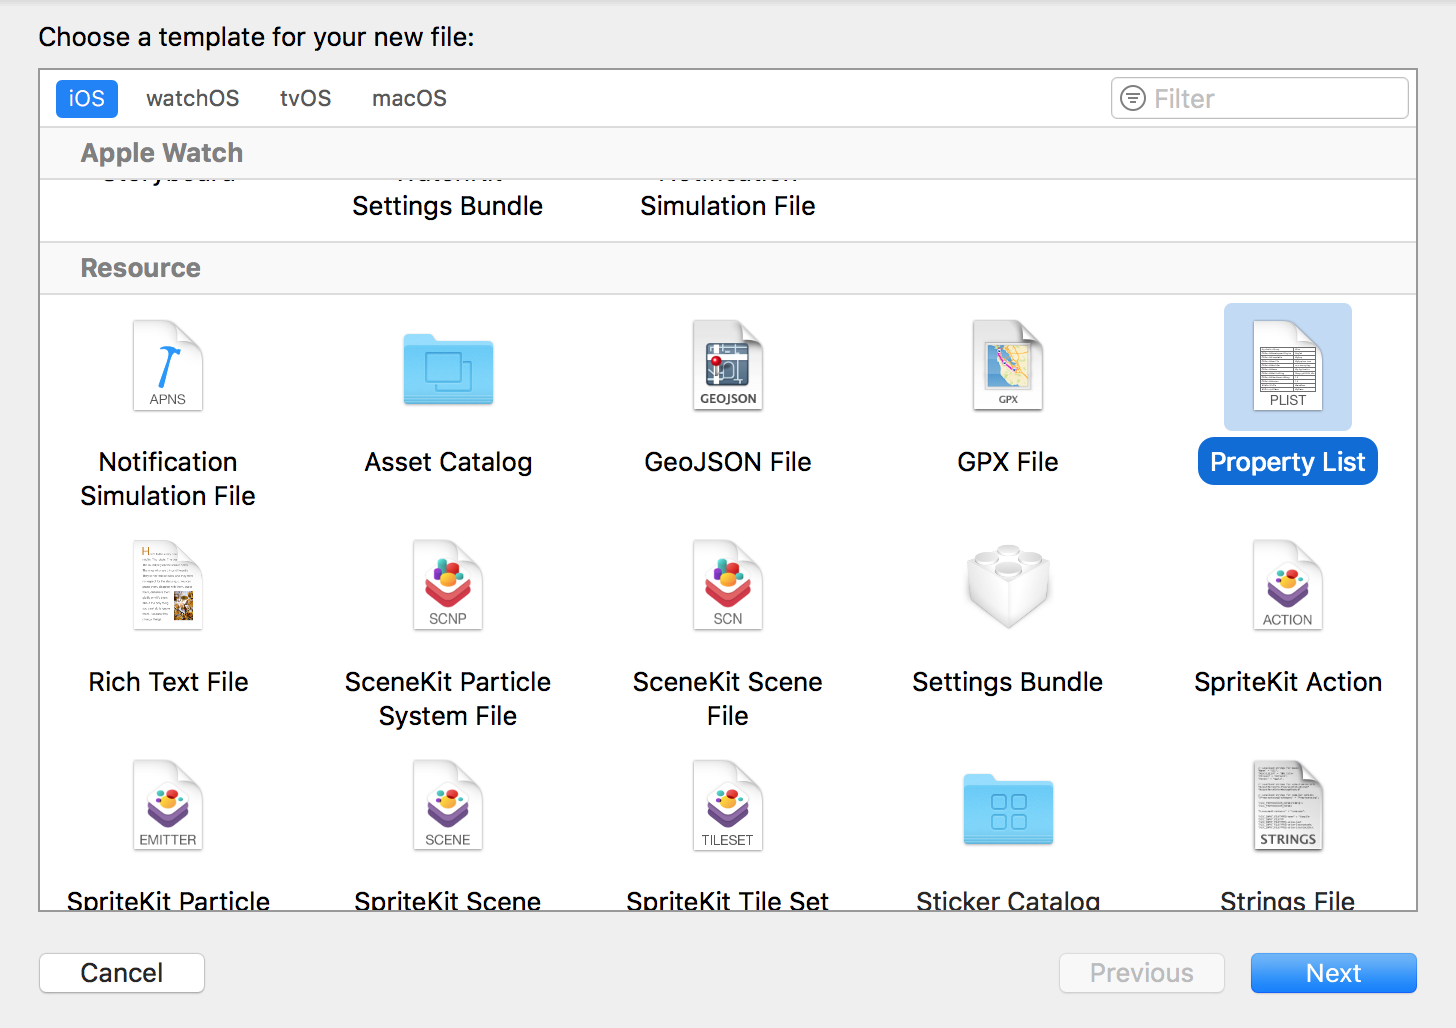 Choose a template for your new file:
iOS watchOS tvOS macOS Filter
Apple Watch
Storyboard WatchKit Notification
Settings Bundle Simulation File
Resource
APNS GEOJSON GPX PLIST
Notification Asset Catalog GeoJSON File GPX File Property List
Simulation File
SCNP SCN ACTION
Rich Text File SceneKit Particle SceneKit Scene Settings Bundle SpriteKit Action
System File File
EMITTER SCENE TILESET STRINGS
SpriteKit Particle SpriteKit Scene SpriteKit Tile Set Sticker Catalog Strings File
Cancel Previous Next